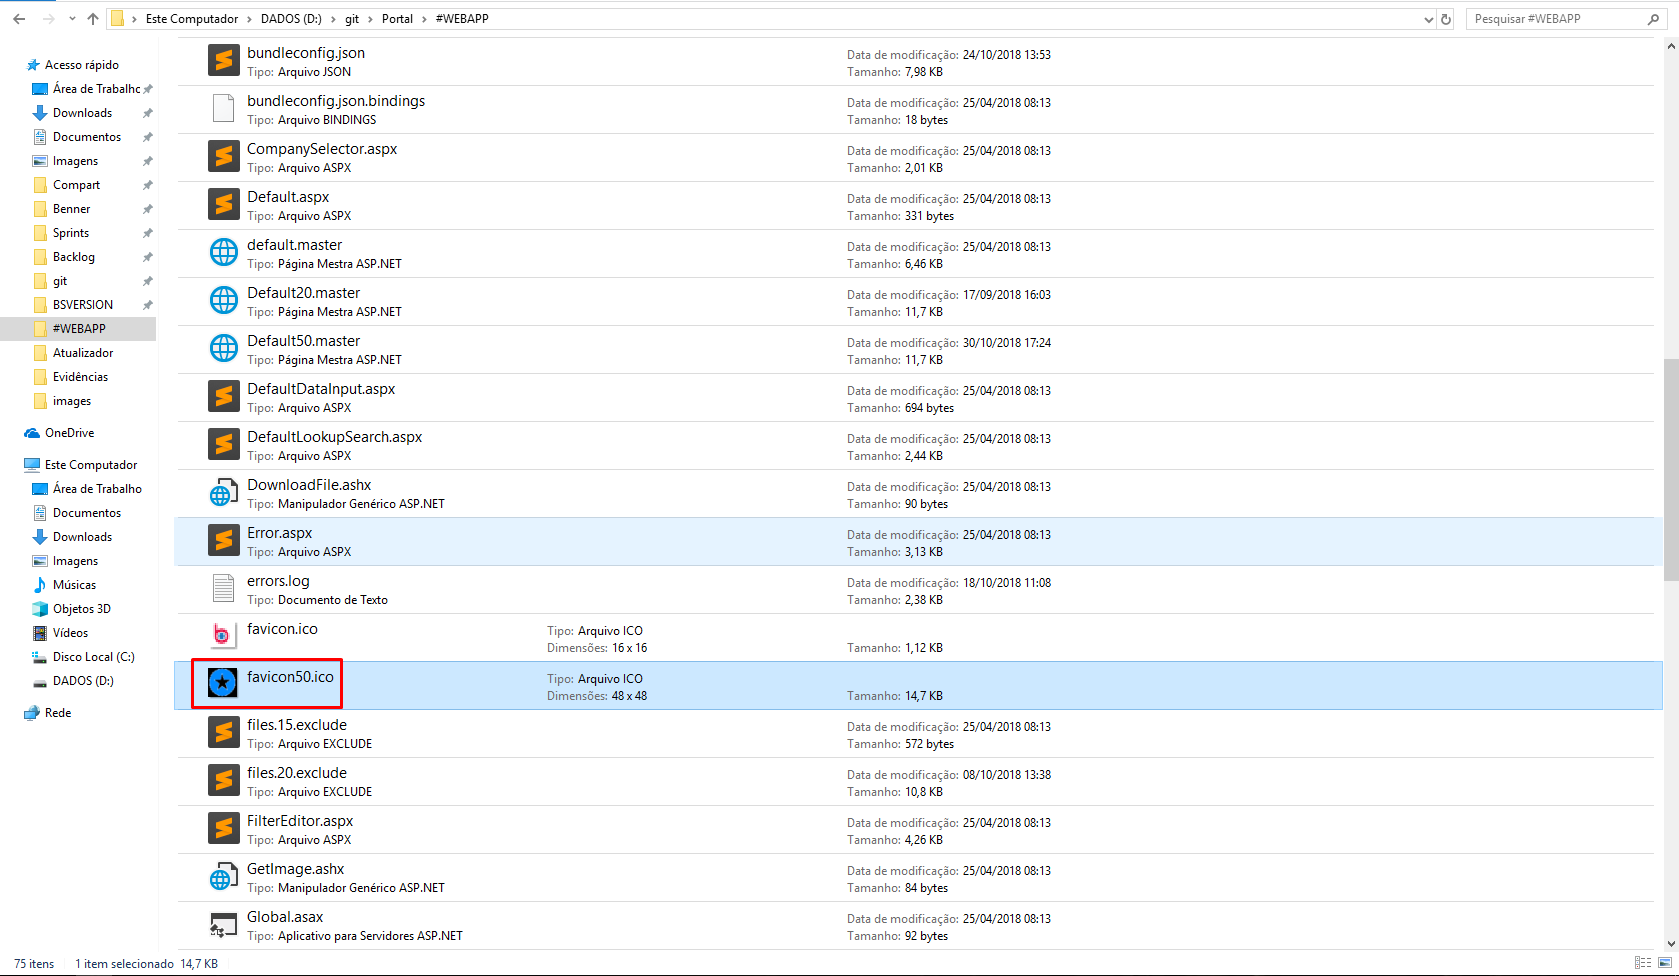 Este Computador > DADOS (D:) > git > Portal > #WEBAPP
Pesquisar #WEBAPP
Acesso rápido
Área de Trabalho
Downloads
Documentos
Imagens
Compart
Benner
Sprints
Backlog
git
BSVERSION
#WEBAPP
Atualizador
Evidências
images
OneDrive
Este Computador
Área de Trabalho
Documentos
Downloads
Imagens
Músicas
Objetos 3D
Vídeos
Disco Local (C:)
DADOS (D:)
Rede
bundleconfig.json
Tipo: Arquivo JSON
Data de modificação: 24/10/2018 13:53
Tamanho: 7,98 KB
bundleconfig.json.bindings
Tipo: Arquivo BINDINGS
Data de modificação: 25/04/2018 08:13
Tamanho: 18 bytes
CompanySelector.aspx
Tipo: Arquivo ASPX
Data de modificação: 25/04/2018 08:13
Tamanho: 2,01 KB
Default.aspx
Tipo: Arquivo ASPX
Data de modificação: 25/04/2018 08:13
Tamanho: 331 bytes
default.master
Tipo: Página Mestra ASP.NET
Data de modificação: 25/04/2018 08:13
Tamanho: 6,46 KB
Default20.master
Tipo: Página Mestra ASP.NET
Data de modificação: 17/09/2018 16:03
Tamanho: 11,7 KB
Default50.master
Tipo: Página Mestra ASP.NET
Data de modificação: 30/10/2018 17:24
Tamanho: 11,7 KB
DefaultDataInput.aspx
Tipo: Arquivo ASPX
Data de modificação: 25/04/2018 08:13
Tamanho: 694 bytes
DefaultLookupSearch.aspx
Tipo: Arquivo ASPX
Data de modificação: 25/04/2018 08:13
Tamanho: 2,44 KB
DownloadFile.ashx
Tipo: Manipulador Genérico ASP.NET
Data de modificação: 25/04/2018 08:13
Tamanho: 90 bytes
Error.aspx
Tipo: Arquivo ASPX
Data de modificação: 25/04/2018 08:13
Tamanho: 3,13 KB
errors.log
Tipo: Documento de Texto
Data de modificação: 18/10/2018 11:08
Tamanho: 2,38 KB
favicon.ico
Tipo: Arquivo ICO
Dimensões: 16 x 16
Tamanho: 1,12 KB
favicon50.ico
Tipo: Arquivo ICO
Dimensões: 48 x 48
Tamanho: 14,7 KB
files.15.exclude
Tipo: Arquivo EXCLUDE
Data de modificação: 25/04/2018 08:13
Tamanho: 572 bytes
files.20.exclude
Tipo: Arquivo EXCLUDE
Data de modificação: 08/10/2018 13:38
Tamanho: 10,8 KB
FilterEditor.aspx
Tipo: Arquivo ASPX
Data de modificação: 25/04/2018 08:13
Tamanho: 4,26 KB
GetImage.ashx
Tipo: Manipulador Genérico ASP.NET
Data de modificação: 25/04/2018 08:13
Tamanho: 84 bytes
Global.asax
Tipo: Aplicativo para Servidores ASP.NET
Data de modificação: 25/04/2018 08:13
Tamanho: 92 bytes
75 itens
1 item selecionado 14,7 KB